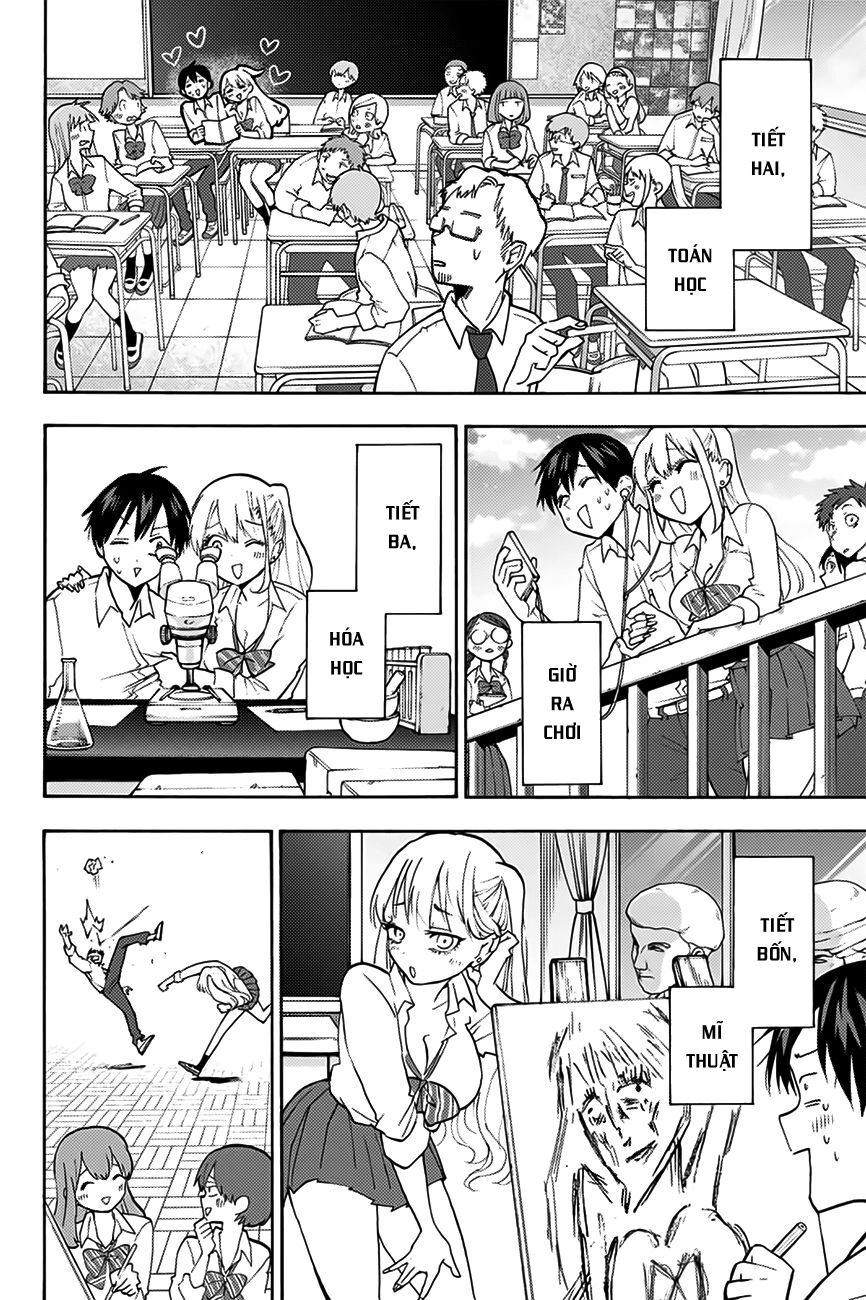 TIẾT
HAI,
TOÁN
HỌC
GIỜ
RA
CHƠI
TIẾT
BA,
HÓA
HỌC
TIẾT
BỐN,
MĨ
THUẬT